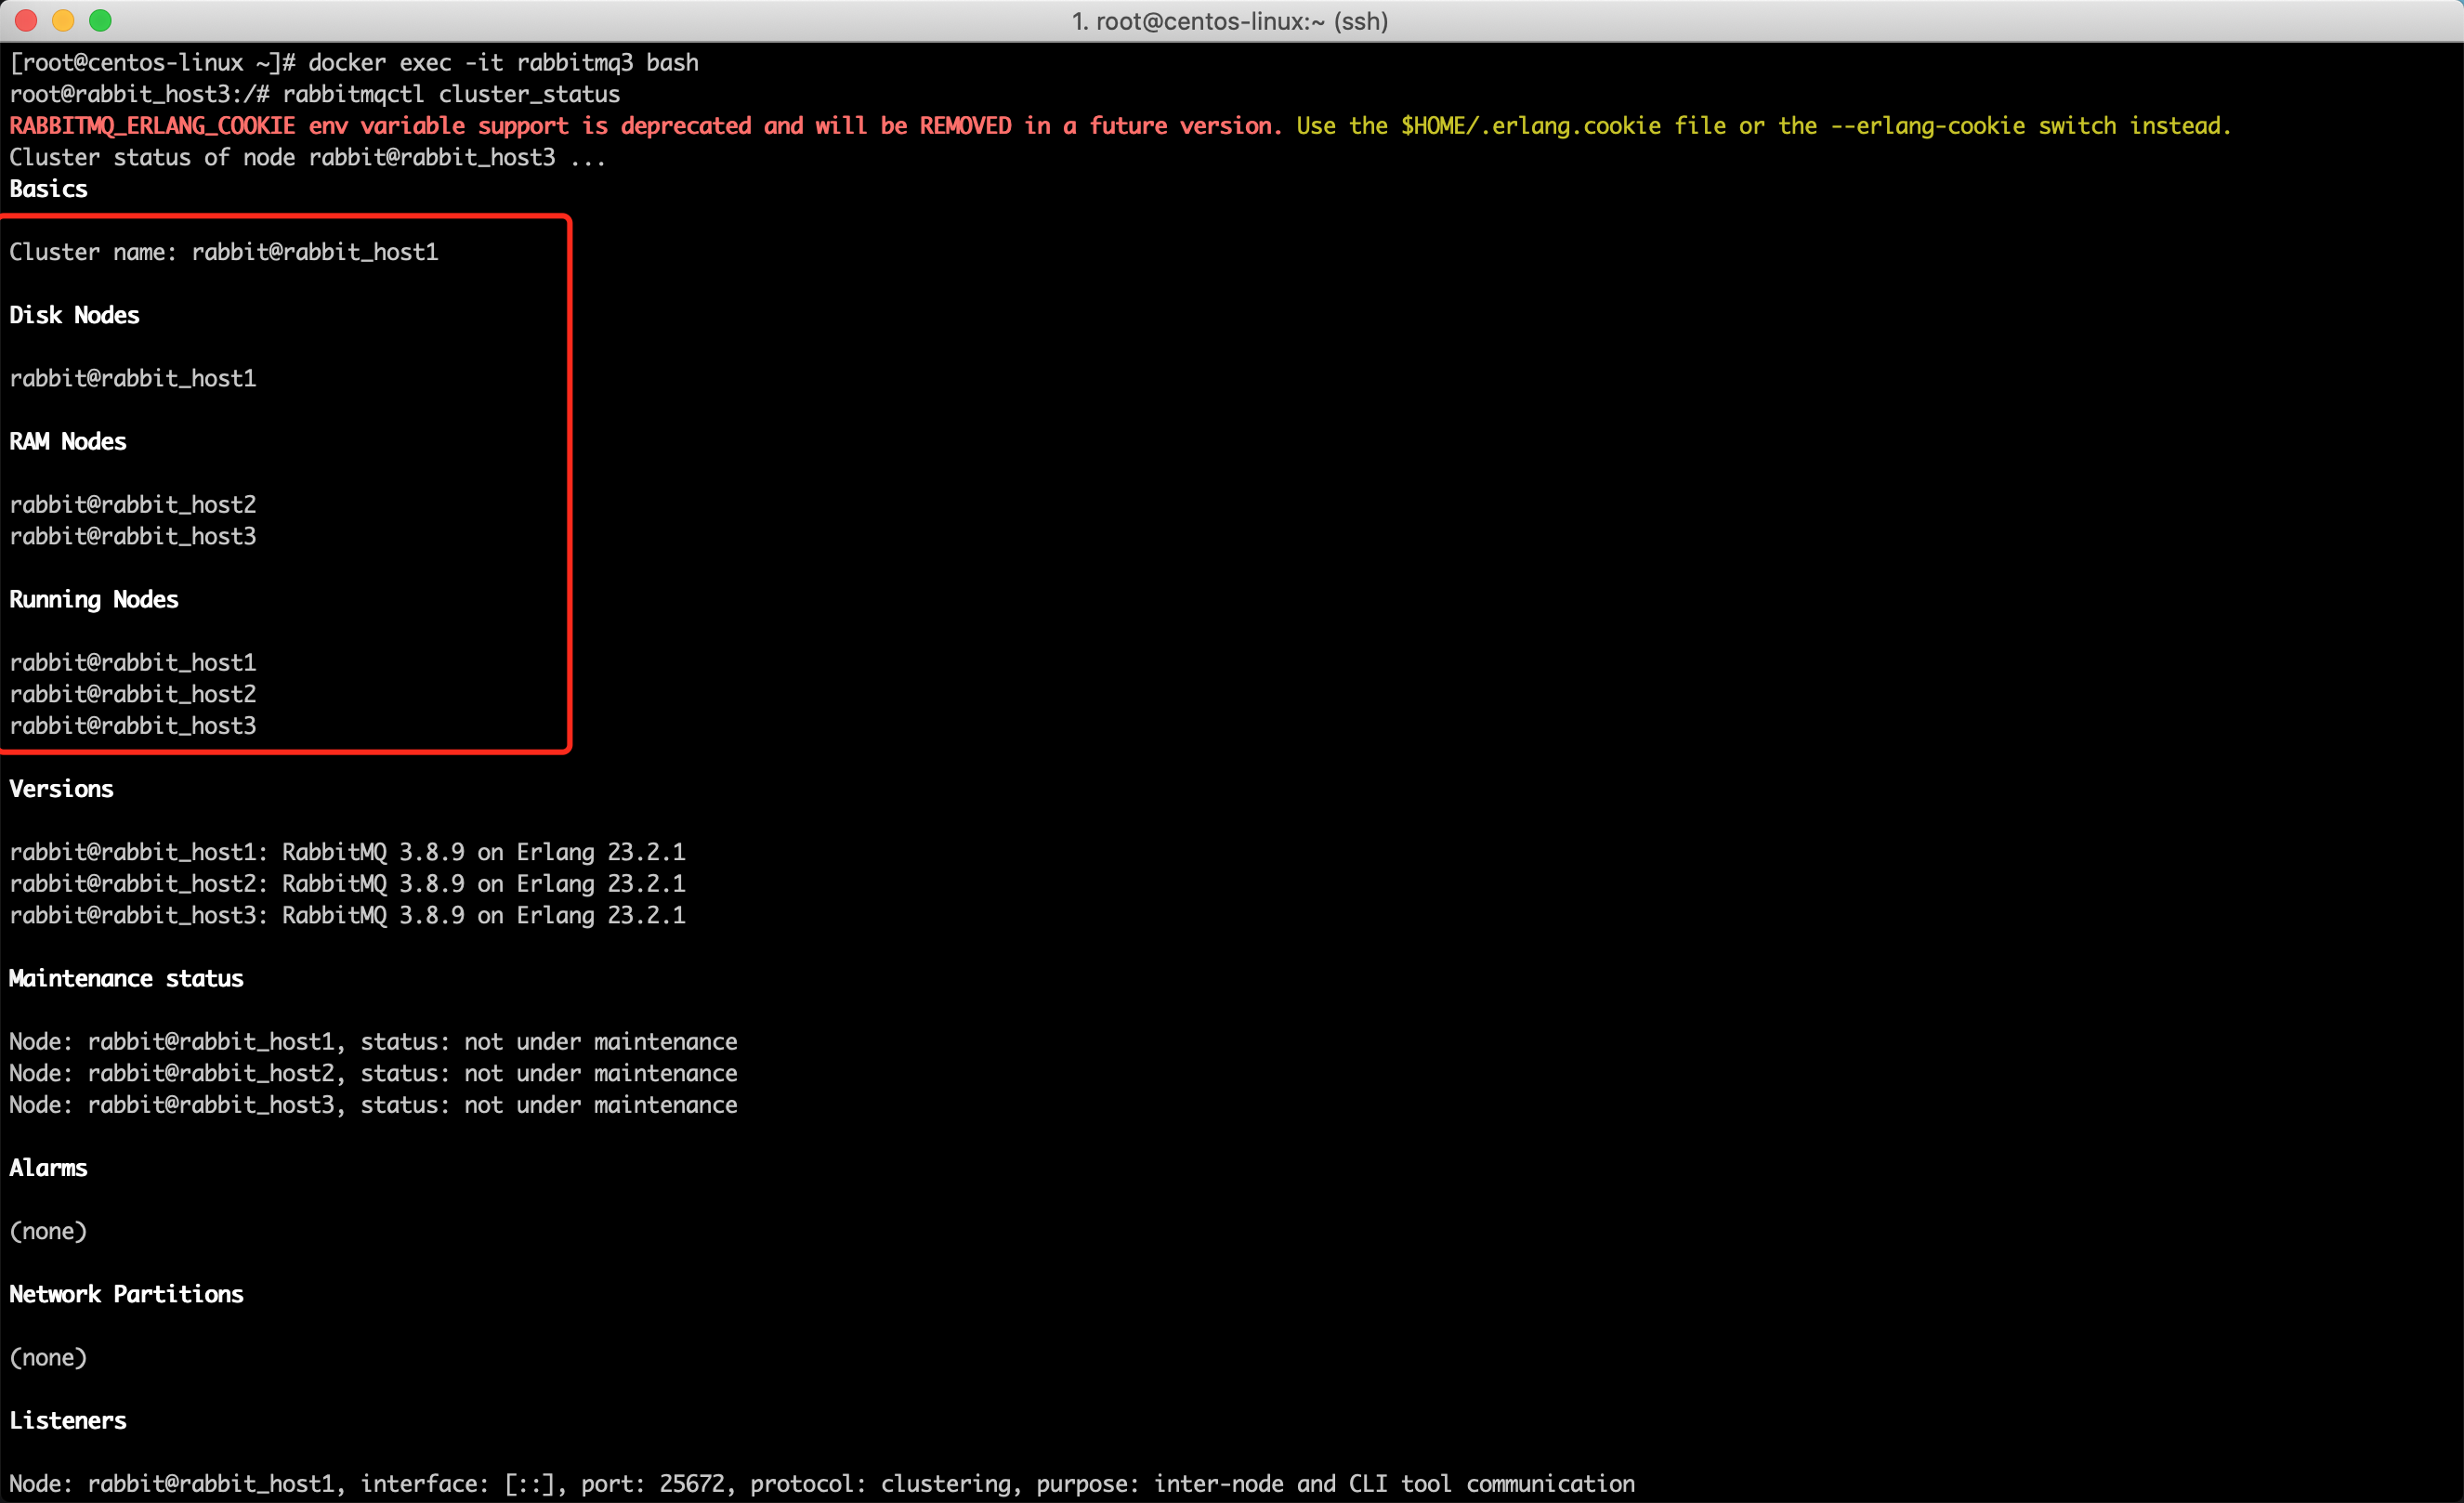 1. root@centos-linux:~ (ssh)
[root@centos-linux ~]# docker exec -it rabbitmq3 bash
root@rabbit_host3:/# rabbitmqctl cluster_status
RABBITMQ_ERLANG_COOKIE env variable support is deprecated and will be REMOVED in a future version. Use the $HOME/.erlang.cookie file or the --erlang-cookie switch instead.
Cluster status of node rabbit@rabbit_host3 ...
Basics
Cluster name: rabbit@rabbit_host1
Disk Nodes
rabbit@rabbit_host1
RAM Nodes
rabbit@rabbit_host2
rabbit@rabbit_host3
Running Nodes
rabbit@rabbit_host1
rabbit@rabbit_host2
rabbit@rabbit_host3
Versions
rabbit@rabbit_host1: RabbitMQ 3.8.9 on Erlang 23.2.1
rabbit@rabbit_host2: RabbitMQ 3.8.9 on Erlang 23.2.1
rabbit@rabbit_host3: RabbitMQ 3.8.9 on Erlang 23.2.1
Maintenance status
Node: rabbit@rabbit_host1, status: not under maintenance
Node: rabbit@rabbit_host2, status: not under maintenance
Node: rabbit@rabbit_host3, status: not under maintenance
Alarms
(none)
Network Partitions
(none)
Listeners
Node: rabbit@rabbit_host1, interface: [::], port: 25672, protocol: clustering, purpose: inter-node and CLI tool communication